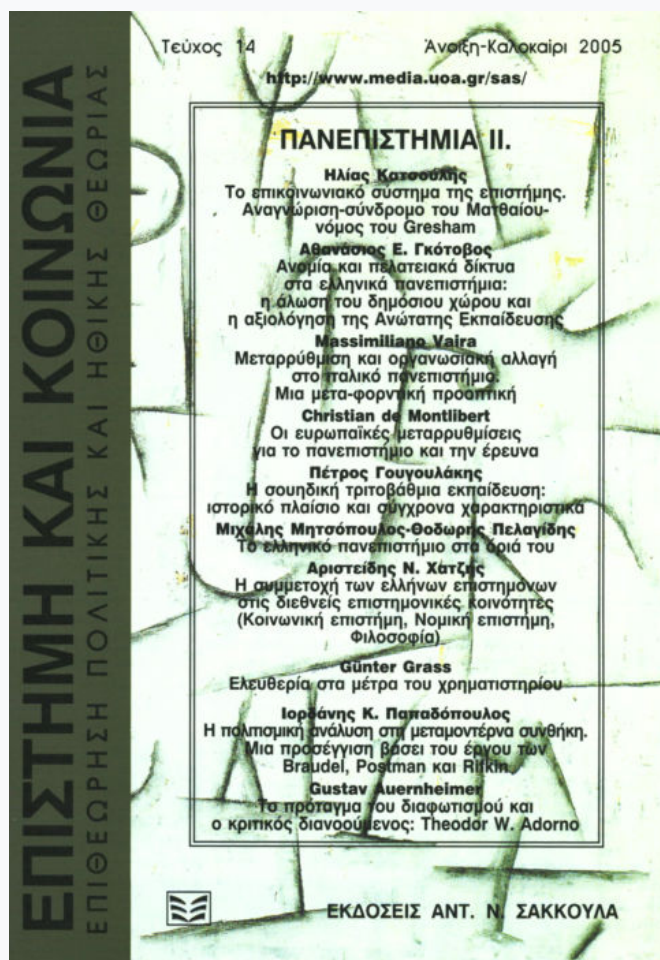 ΕΠΙΣΤΗΜΗ ΚΑΙ ΚΟΙΝΩΝΙΑ
ΕΠΙΘΕΩΡΗΣΗ ΠΟΛΙΤΙΚΗΣ ΚΑΙ ΗΘΙΚΗΣ ΘΕΩΡΙΑΣ
Τεύχος 14
Άνοιξη-Καλοκαίρι 2005
http://www.media.uoa.gr/sas/
ΠΑΝΕΠΙΣΤΗΜΙΑ ΙΙ.
Ηλίας Κατσούλης
Το επικοινωνιακό σύστημα της επιστήμης.
Αναγνώριση-σύνδρομο του Ματθαίου-
νόμος του Gresham
Αθανάσιος Ε. Γκότοβος
Ανομία και πελατειακά δίκτυα
στα ελληνικά πανεπιστήμια:
η άλωση του δημόσιου χώρου και
η αξιολόγηση της Ανώτατης Εκπαίδευσης
Massimiliano Vaira
Μεταρρύθμιση και οργανωσιακή αλλαγή
στο ιταλικό πανεπιστήμιο.
Μια μετα-φορντική προοπτική
Christian de Montlibert
Οι ευρωπαϊκές μεταρρυθμίσεις
για το πανεπιστήμιο και την έρευνα
Πέτρος Γουγουλάκης
Η σουηδική τριτοβάθμια εκπαίδευση:
ιστορικό πλαίσιο και σύγχρονα χαρακτηριστικά
Μιχάλης Μητσόπουλος-Θοδωρής Πελαγίδης
Το ελληνικό πανεπιστήμιο στα όριά του
Αριστείδης Ν. Χατζής
Η συμμετοχή των ελλήνων επιστημόνων
στις διεθνείς επιστημονικές κοινότητες
(Κοινωνική επιστήμη, Νομική επιστήμη,
Φιλοσοφία)
Günter Grass
Ελευθερία στα μέτρα του χρηματιστηρίου
Ιορδάνης Κ. Παπαδόπουλος
Η πολιτισμική ανάλυση στη μεταμοντέρνα συνθήκη.
Μια προσέγγιση βάσει του έργου των
Braudel, Postman και Rifkin
Gustav Auernheimer
Το πρόταγμα του διαφωτισμού και
ο κριτικός διανοούμενος: Theodor W. Adorno
ΕΚΔΟΣΕΙΣ ΑΝΤ. Ν. ΣΑΚΚΟΥΛΑ